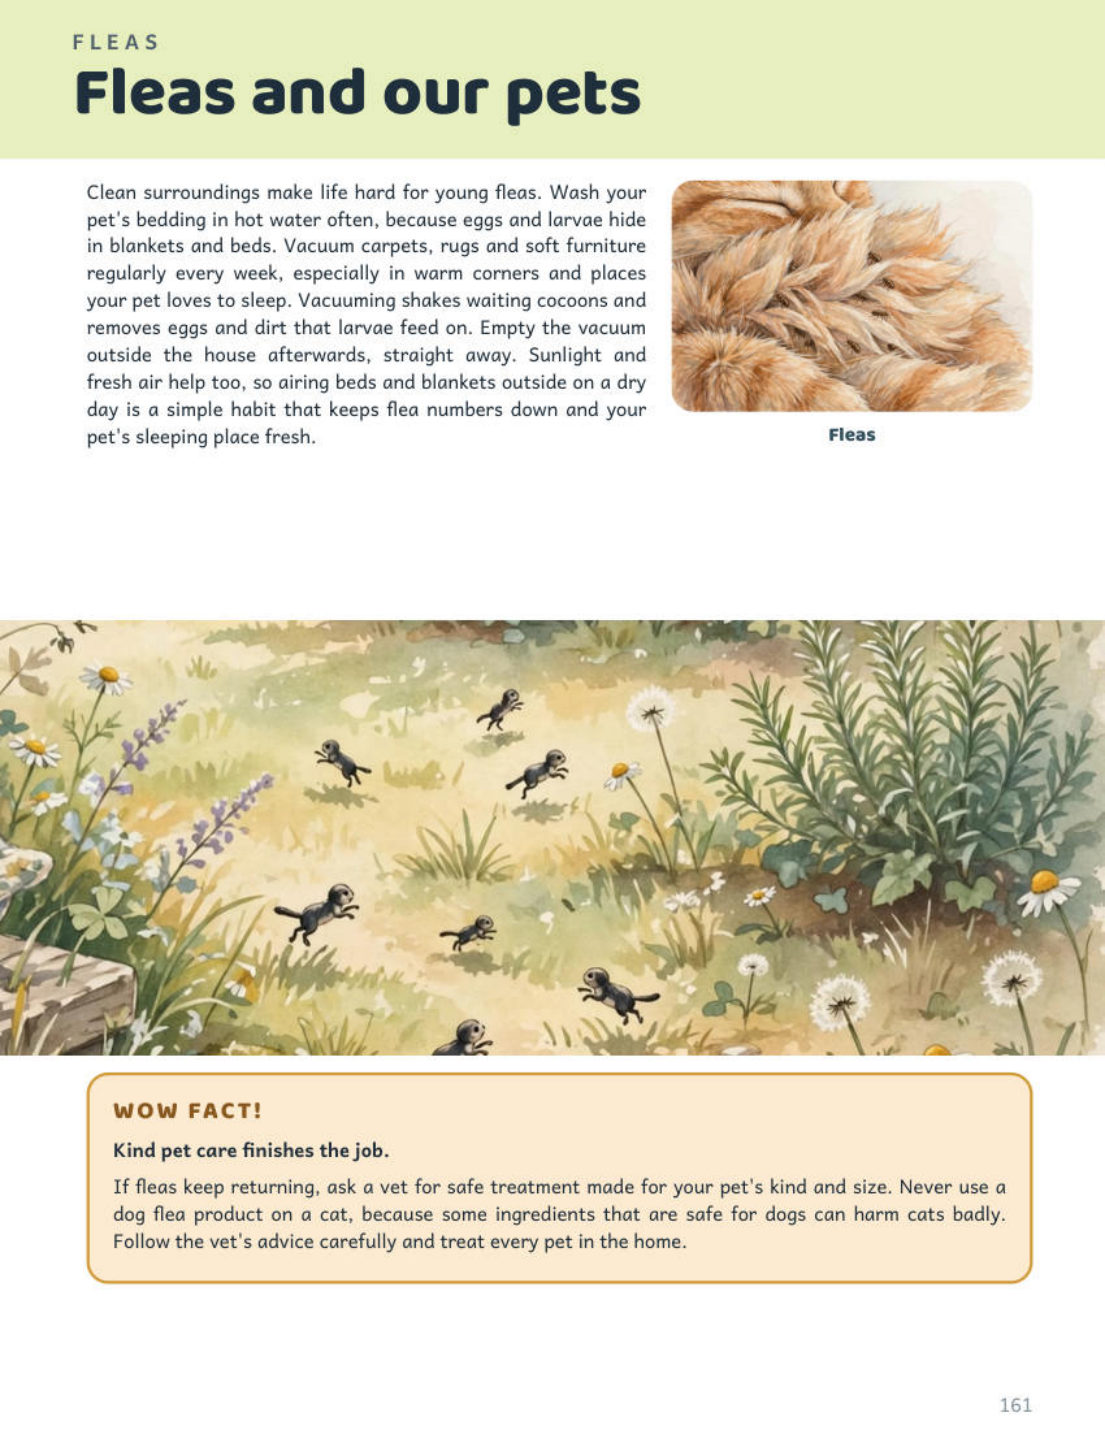 FLEAS
Fleas and our pets
Clean surroundings make life hard for young fleas. Wash your
pet's bedding in hot water often, because eggs and larvae hide
in blankets and beds. Vacuum carpets, rugs and soft furniture
regularly every week, especially in warm corners and places
your pet loves to sleep. Vacuuming shakes waiting cocoons and
removes eggs and dirt that larvae feed on. Empty the vacuum
outside the house afterwards, straight away. Sunlight and
fresh air help too, so airing beds and blankets outside on a dry
day is a simple habit that keeps flea numbers down and your
pet's sleeping place fresh.
Fleas
WOW FACT!
Kind pet care finishes the job.
If fleas keep returning, ask a vet for safe treatment made for your pet's kind and size. Never use a
dog flea product on a cat, because some ingredients that are safe for dogs can harm cats badly.
Follow the vet's advice carefully and treat every pet in the home.
161